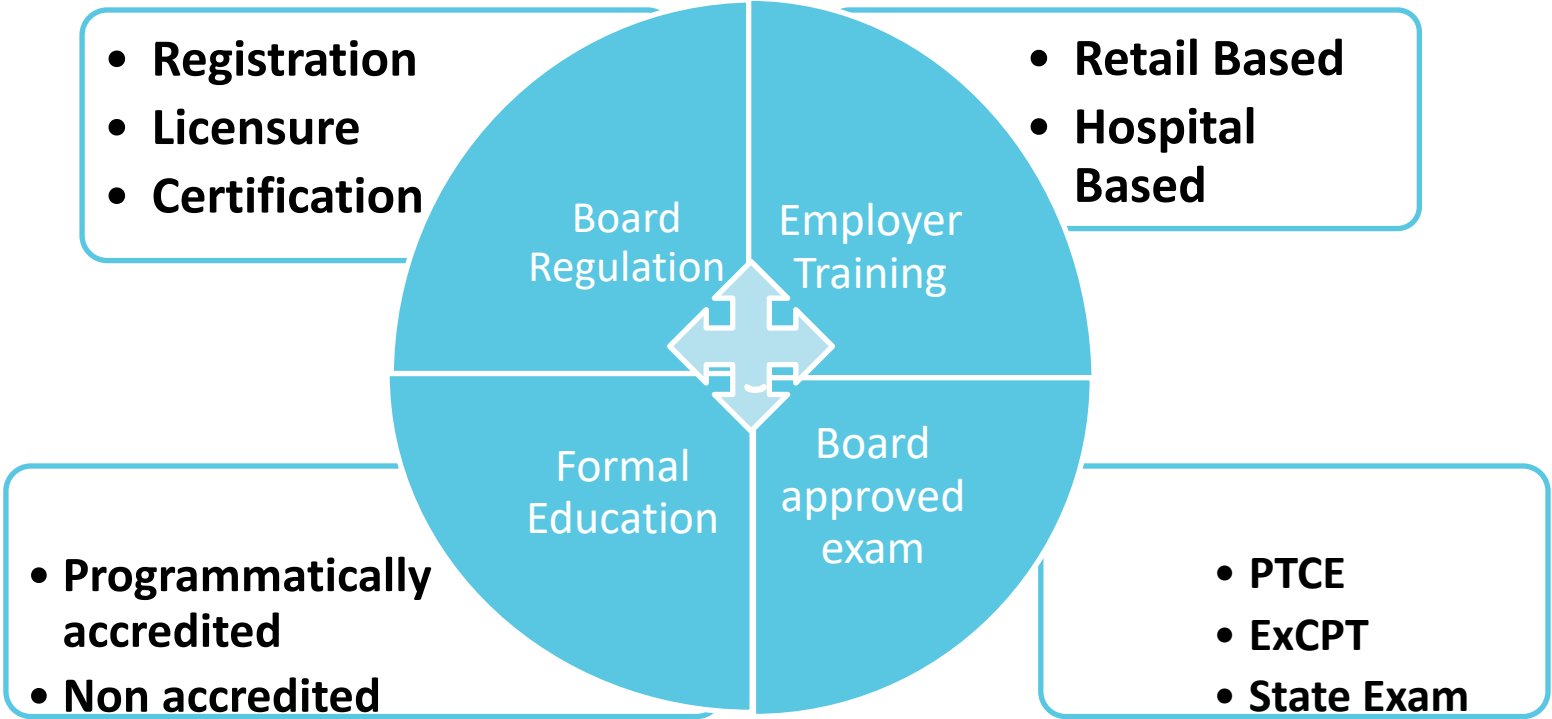 • Registration
• Licensure
• Certification
• Retail Based
• Hospital
Based
Board
Regulation
Employer
Training
Formal
Education
Board
approved
exam
• Programmatically
accredited
• Non accredited
• PTCE
• ExCPT
• State Exam